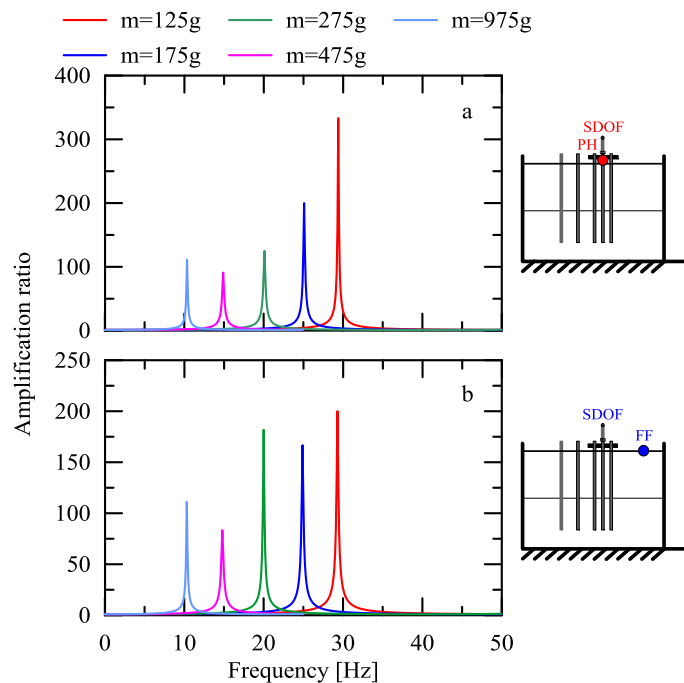 m=125g m=275g m=975g
m=175g m=475g
400
300
200
100
0
a
SDOF
PH
Amplification ratio
250
200
150
100
50
0
b
SDOF
FF
0 10 20 30 40 50
Frequency [Hz]